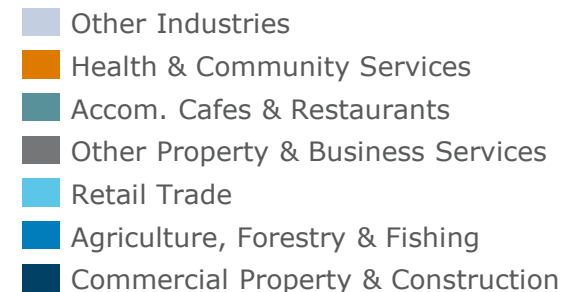 Other Industries
Health & Community Services
Accom. Cafes & Restaurants
Other Property & Business Services
Retail Trade
Agriculture, Forestry & Fishing
Commercial Property & Construction